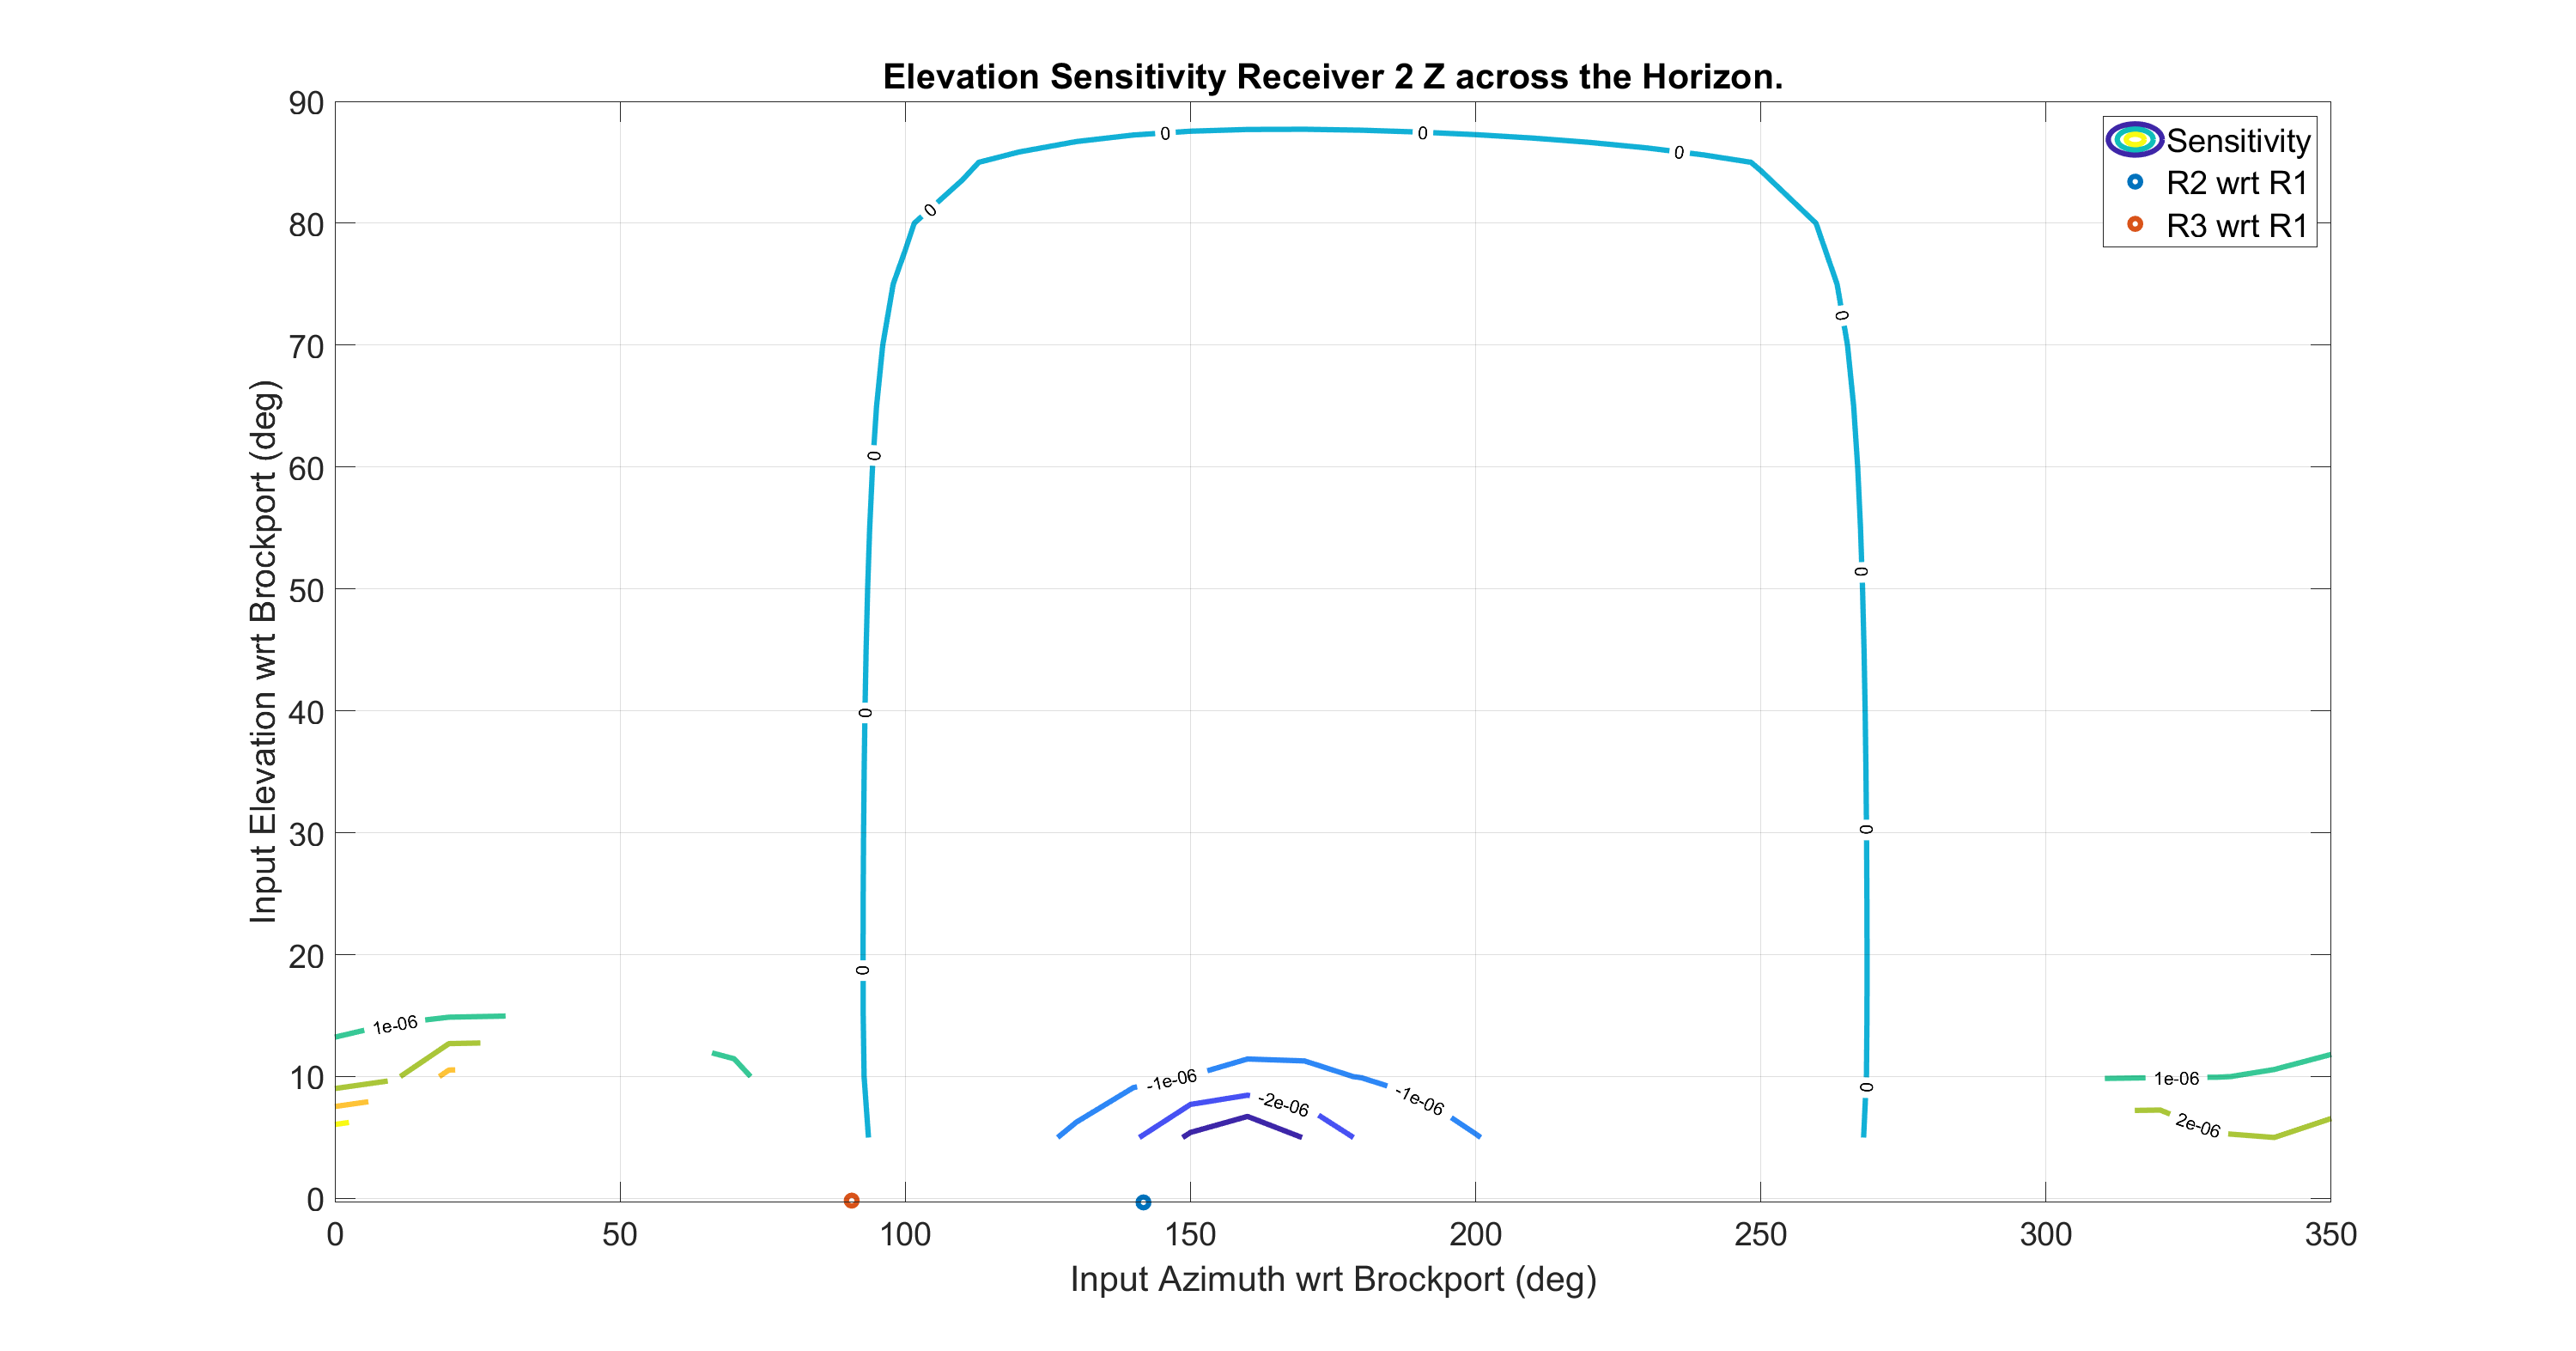 Elevation Sensitivity Receiver 2 Z across the Horizon.
Sensitivity
R2 wrt R1
R3 wrt R1
Input Elevation wrt Brockport (deg)
90
80
70
60
50
40
30
20
10
0
0
0
0
0
0
0
0
0
0
0
0
0
1e-06
-1e-06
-2e-06
-1e-06
1e-06
2e-06
0 50 100 150 200 250 300 350
Input Azimuth wrt Brockport (deg)